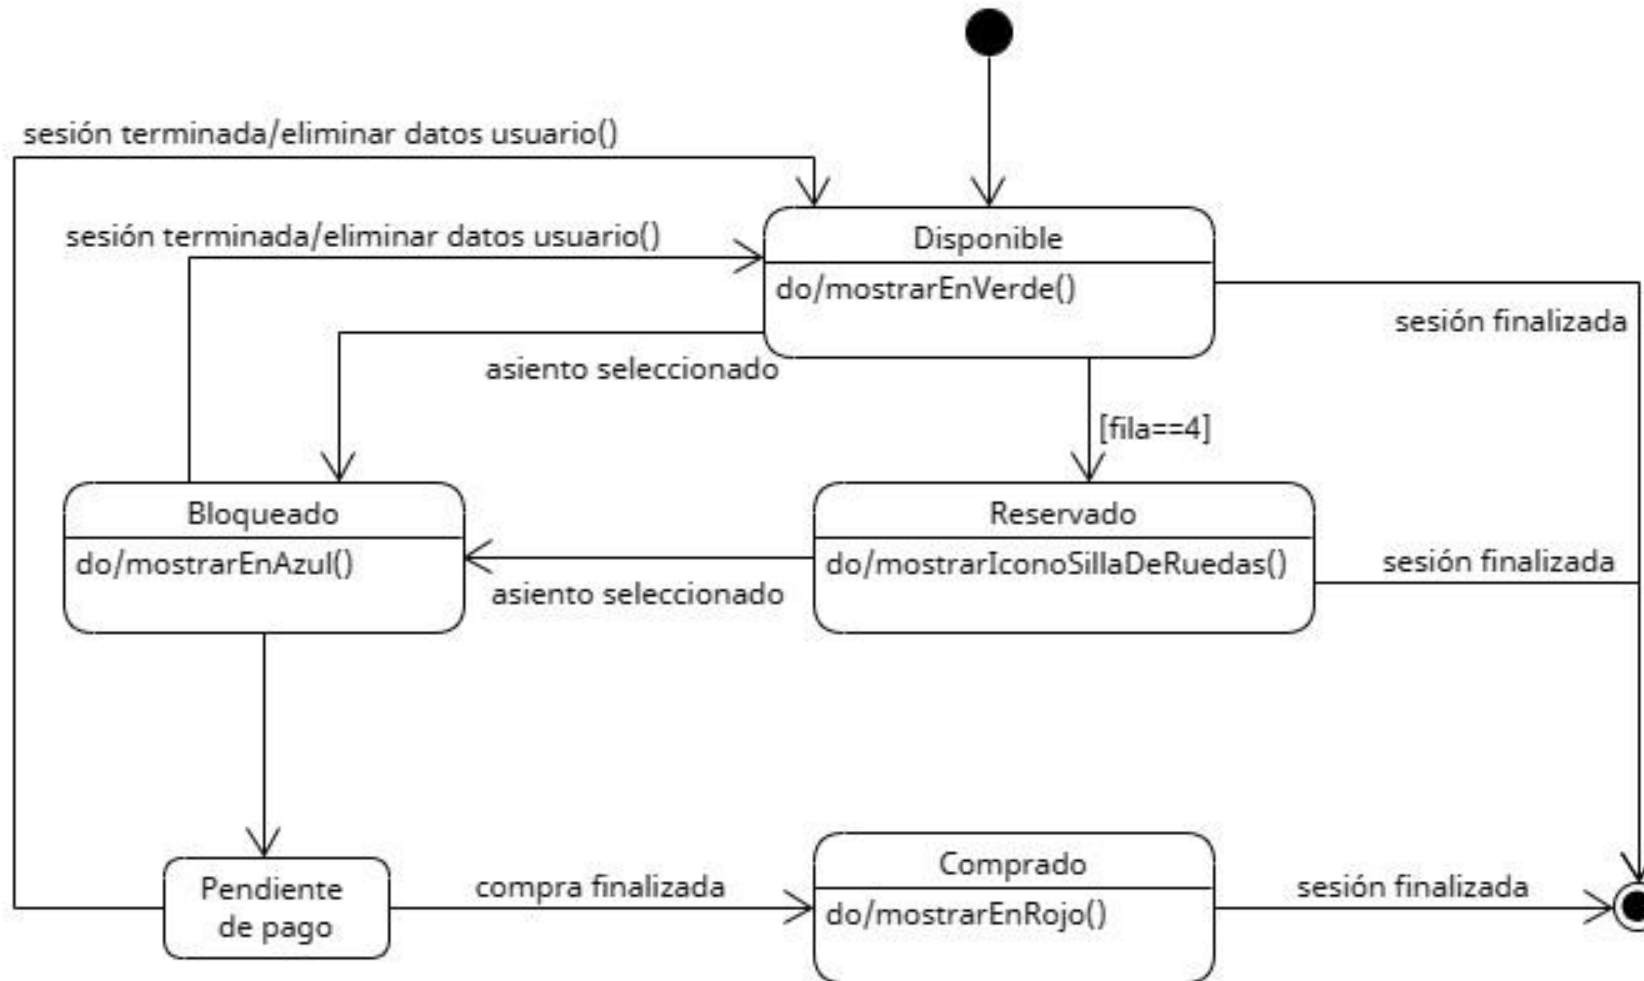 sesión terminada/eliminar datos usuario()
sesión terminada/eliminar datos usuario()
Disponible
do/mostrarEnVerde()
sesión finalizada
asiento seleccionado
[fila==4]
Bloqueado
do/mostrarEnAzul()
Reservado
do/mostrarIconoSillaDeRuedas()
sesión finalizada
asiento seleccionado
Pendiente
de pago
compra finalizada
Comprado
do/mostrarEnRojo()
sesión finalizada